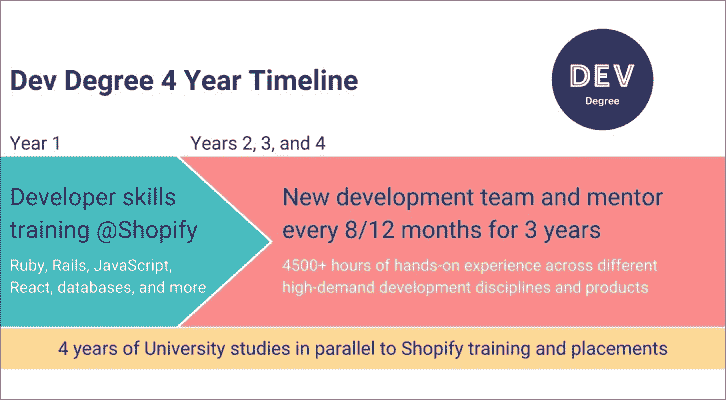 Dev Degree 4 Year Timeline
DEV
Degree
Year 1
Years 2, 3, and 4
Developer skills
training @Shopify
Ruby, Rails, JavaScript,
React, databases, and more
New development team and mentor
every 8/12 months for 3 years
4500+ hours of hands-on experience across different
high-demand development disciplines and products
4 years of University studies in parallel to Shopify training and placements